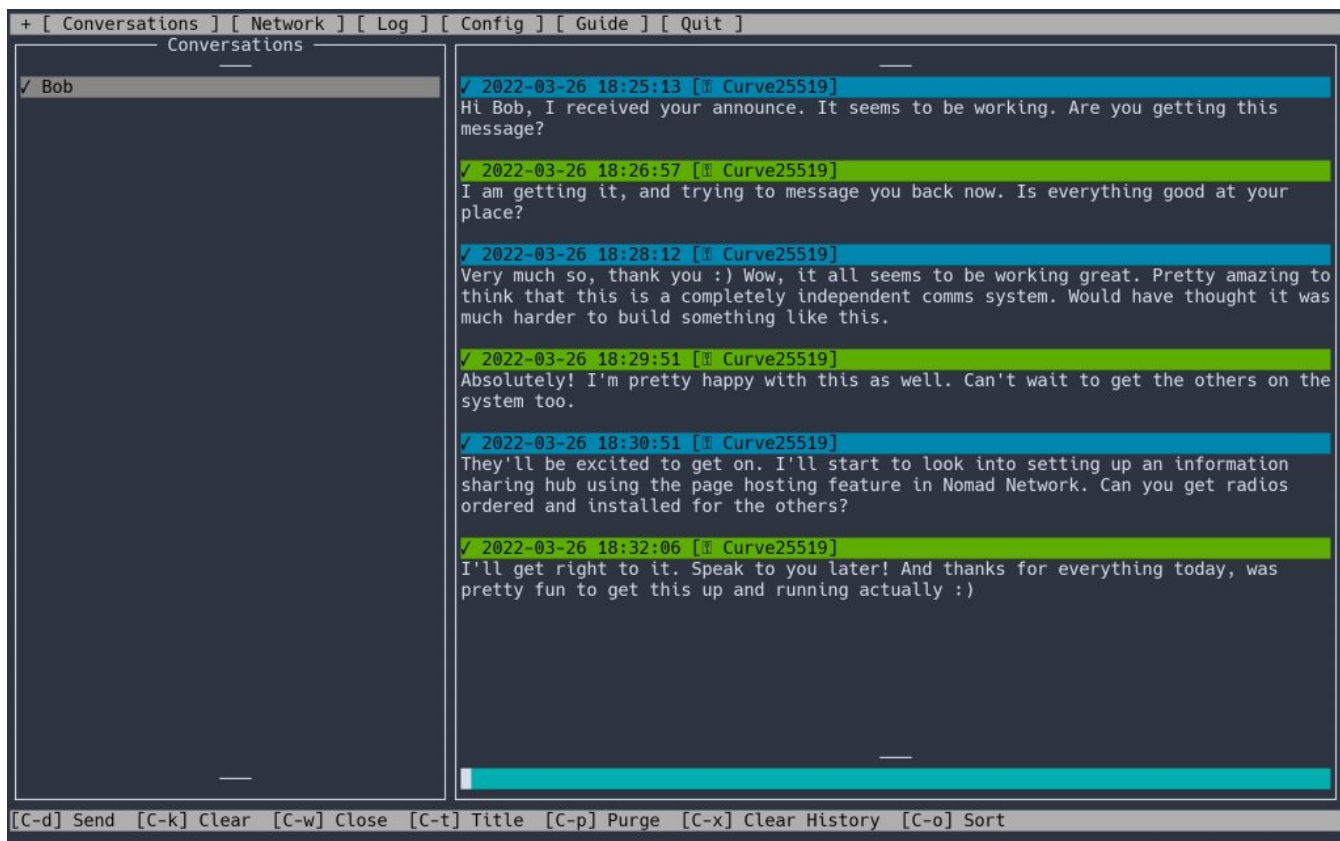 + [ Conversations ] [ Network ] [ Log ] [ Config ] [ Guide ] [ Quit ]
Conversations
✓ Bob
✓ 2022-03-26 18:25:13 [ Curve25519]
Hi Bob, I received your announce. It seems to be working. Are you getting this
message?
✓ 2022-03-26 18:26:57 [ Curve25519]
I am getting it, and trying to message you back now. Is everything good at your
place?
✓ 2022-03-26 18:28:12 [ Curve25519]
Very much so, thank you :) Wow, it all seems to be working great. Pretty amazing to
think that this is a completely independent comms system. Would have thought it was
much harder to build something like this.
✓ 2022-03-26 18:29:51 [ Curve25519]
Absolutely! I'm pretty happy with this as well. Can't wait to get the others on the
system too.
✓ 2022-03-26 18:30:51 [ Curve25519]
They'll be excited to get on. I'll start to look into setting up an information
sharing hub using the page hosting feature in Nomad Network. Can you get radios
ordered and installed for the others?
✓ 2022-03-26 18:32:06 [ Curve25519]
I'll get right to it. Speak to you later! And thanks for everything today, was
pretty fun to get this up and running actually :)
[C-d] Send [C-k] Clear [C-w] Close [C-t] Title [C-p] Purge [C-x] Clear History [C-o] Sort